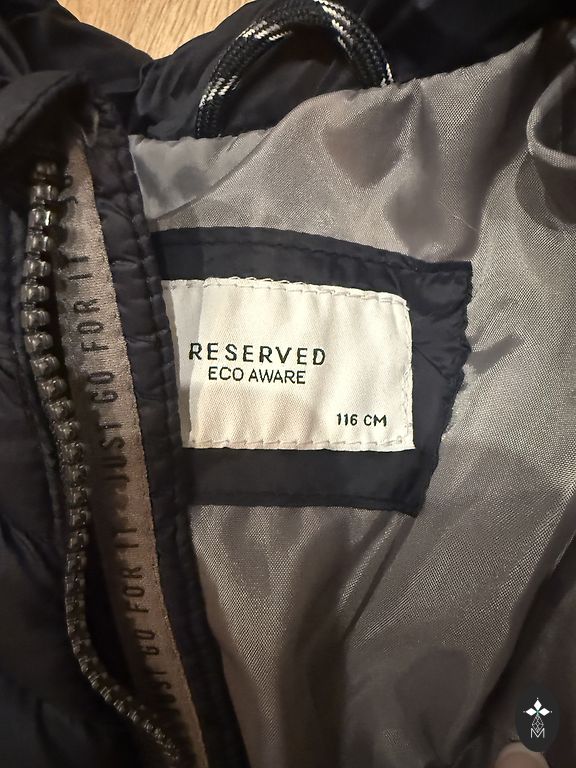 RESERVED
ECO AWARE
116 CM
JUST GO FOR IT - JUST GO FOR IT
M